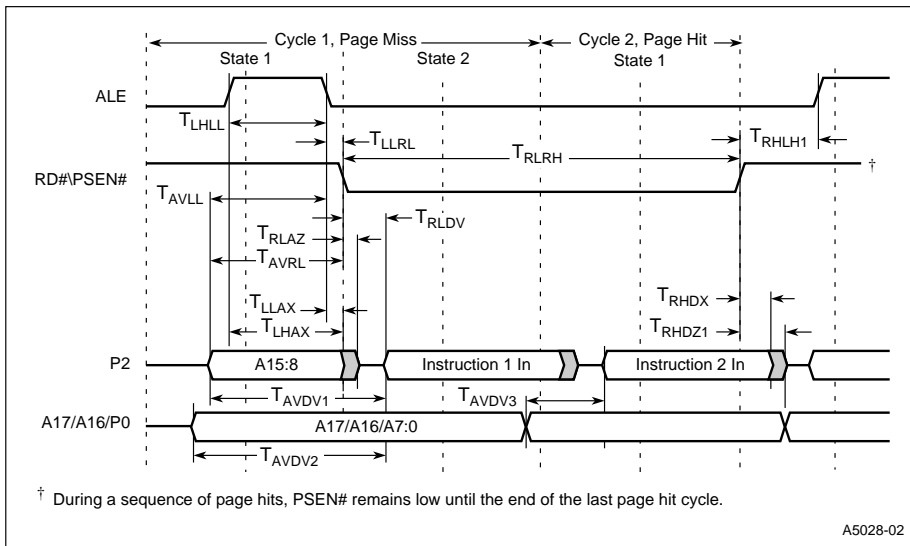 Cycle 1, Page Miss
Cycle 2, Page Hit
State 1
State 2
State 1
ALE
TLHLL
TLLRL
TRLRH
TRHLH1
RD#\PSEN#
†
TAVLL
TRLDV
TRLAZ
TAVRL
TLLAX
TRHDX
TLHAX
TRHDZ1
P2
A15:8
Instruction 1 In
Instruction 2 In
TAVDV1
TAVDV3
A17/A16/P0
A17/A16/A7:0
TAVDV2
† During a sequence of page hits, PSEN# remains low until the end of the last page hit cycle.
A5028-02